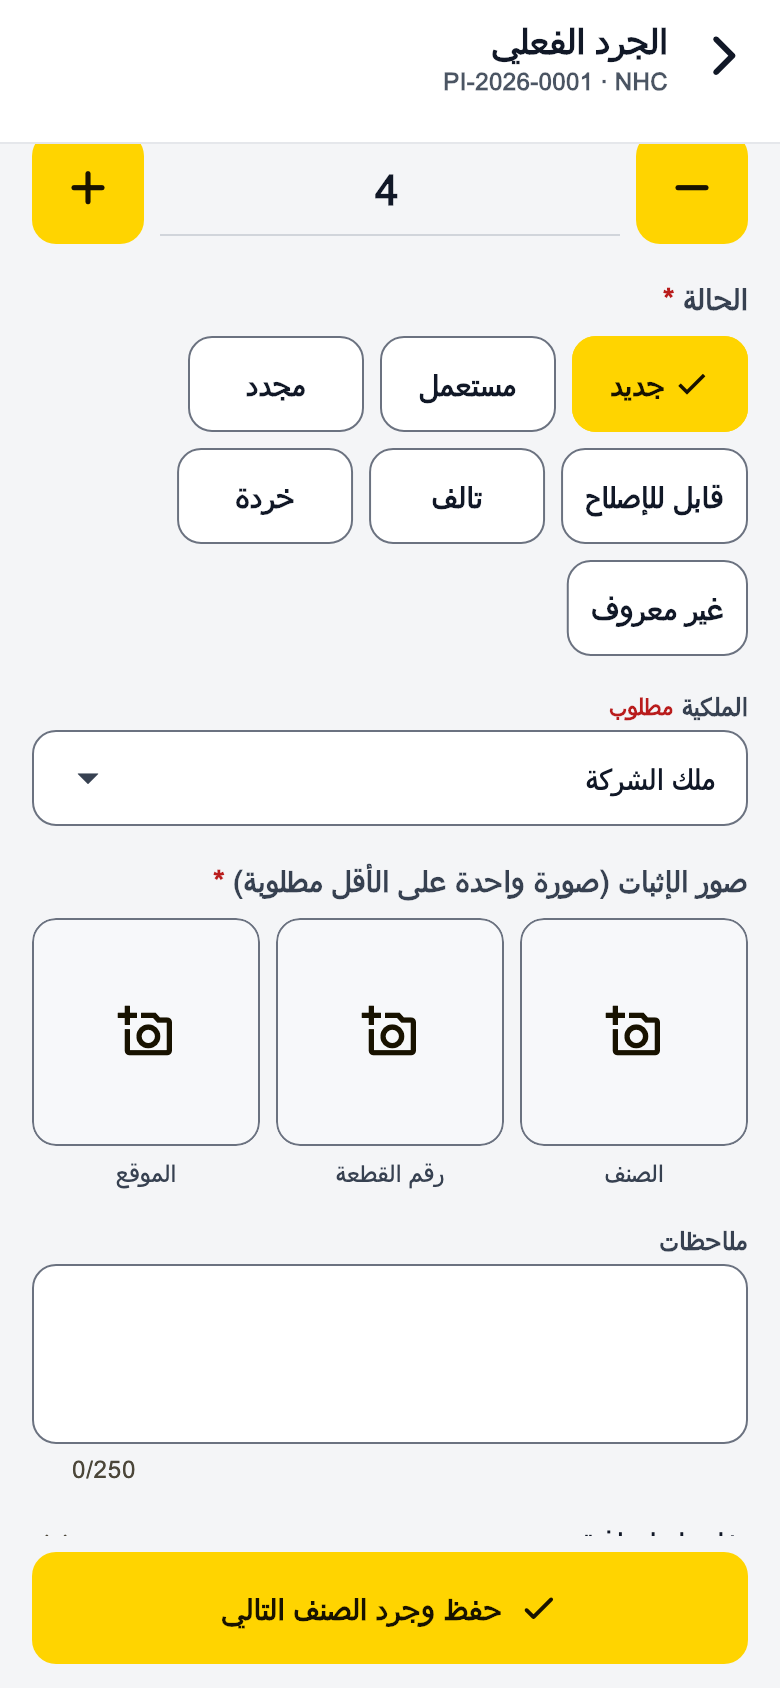 الجرد الفعلي
PI-2026-0001 · NHC
4
الحالة *
جديد
مستعمل
مجدد
قابل للإصلاح
تالف
خردة
غير معروف
الملكية مطلوب
ملك الشركة
صور الإثبات (صورة واحدة على الأقل مطلوبة) *
الصنف
رقم القطعة
الموقع
ملاحظات
0/250
حفظ وجرد الصنف التالي